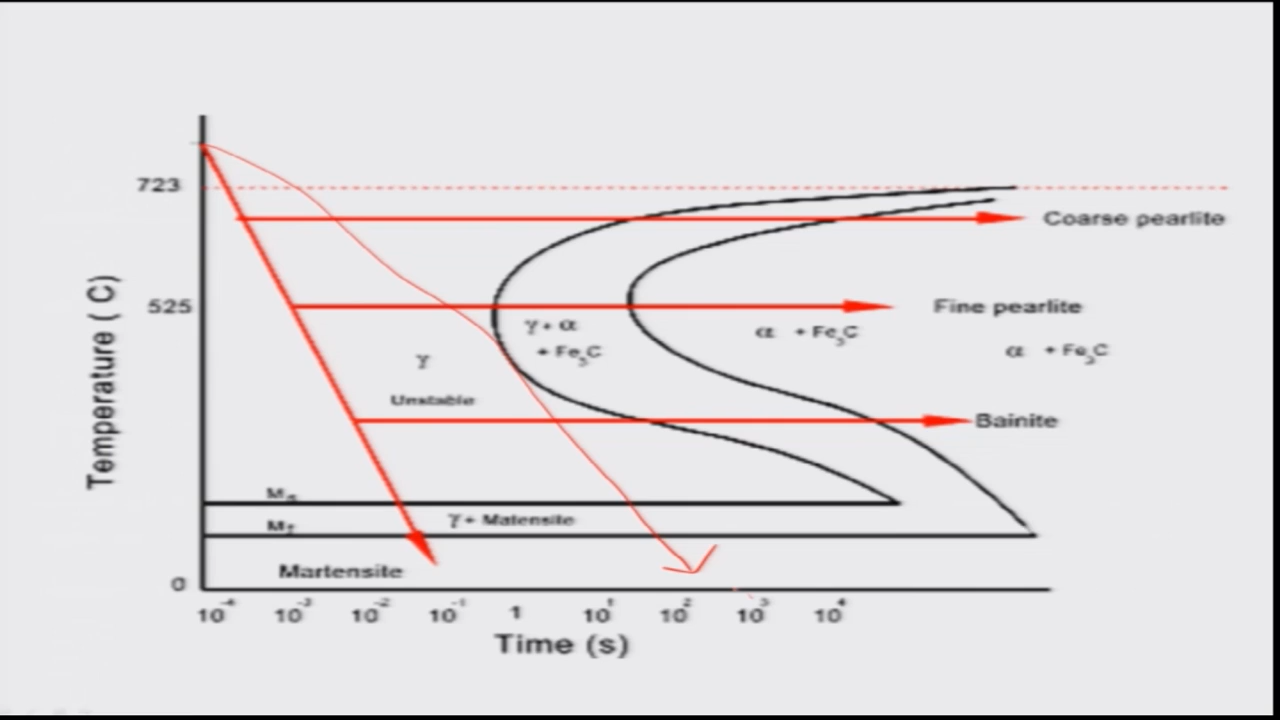 723
Coarse pearlite
525
Fine pearlite
γ + α
+ Fe3C
α + Fe3C
α + Fe3C
γ
Unstable
Bainite
Ms
γ + Matensite
Mf
Martensite
0
10-4 10-3 10-2 10-1 1 101 102 103 104
Time (s)
Temperature ( C)